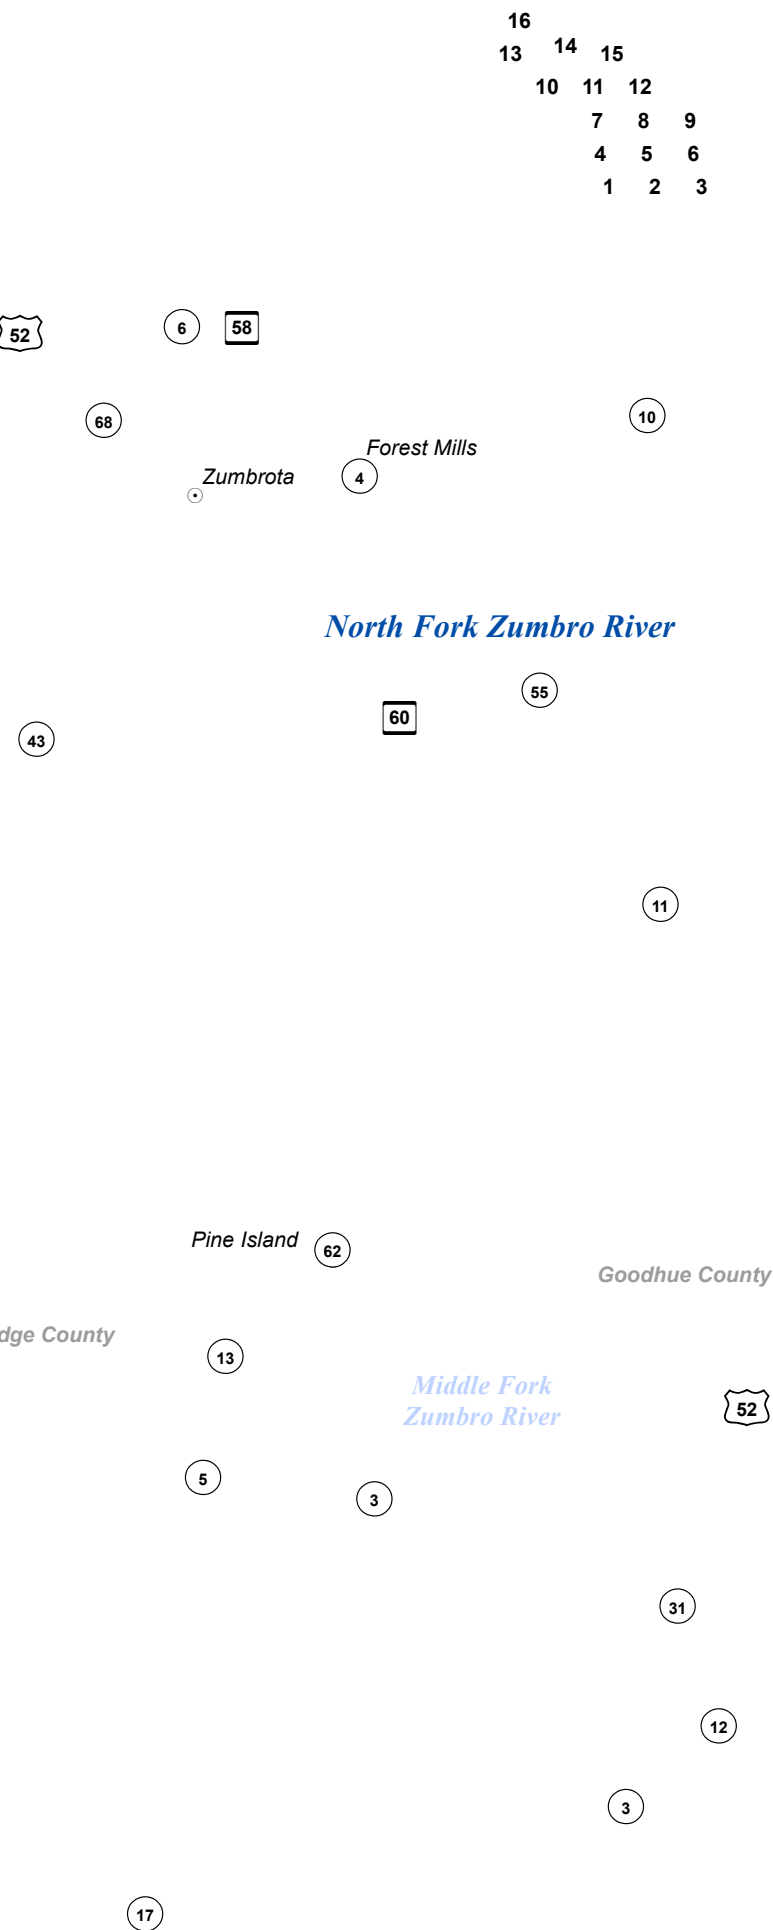 16
13 14 15
10 11 12
7 8 9
4 5 6
1 2 3
52 6 58
68 10
Forest Mills
Zumbrota 4
North Fork Zumbro River
55
60
43
11
Pine Island 62
Goodhue County
dge County
13
Middle Fork
Zumbro River
52
5
3
31
12
3
17